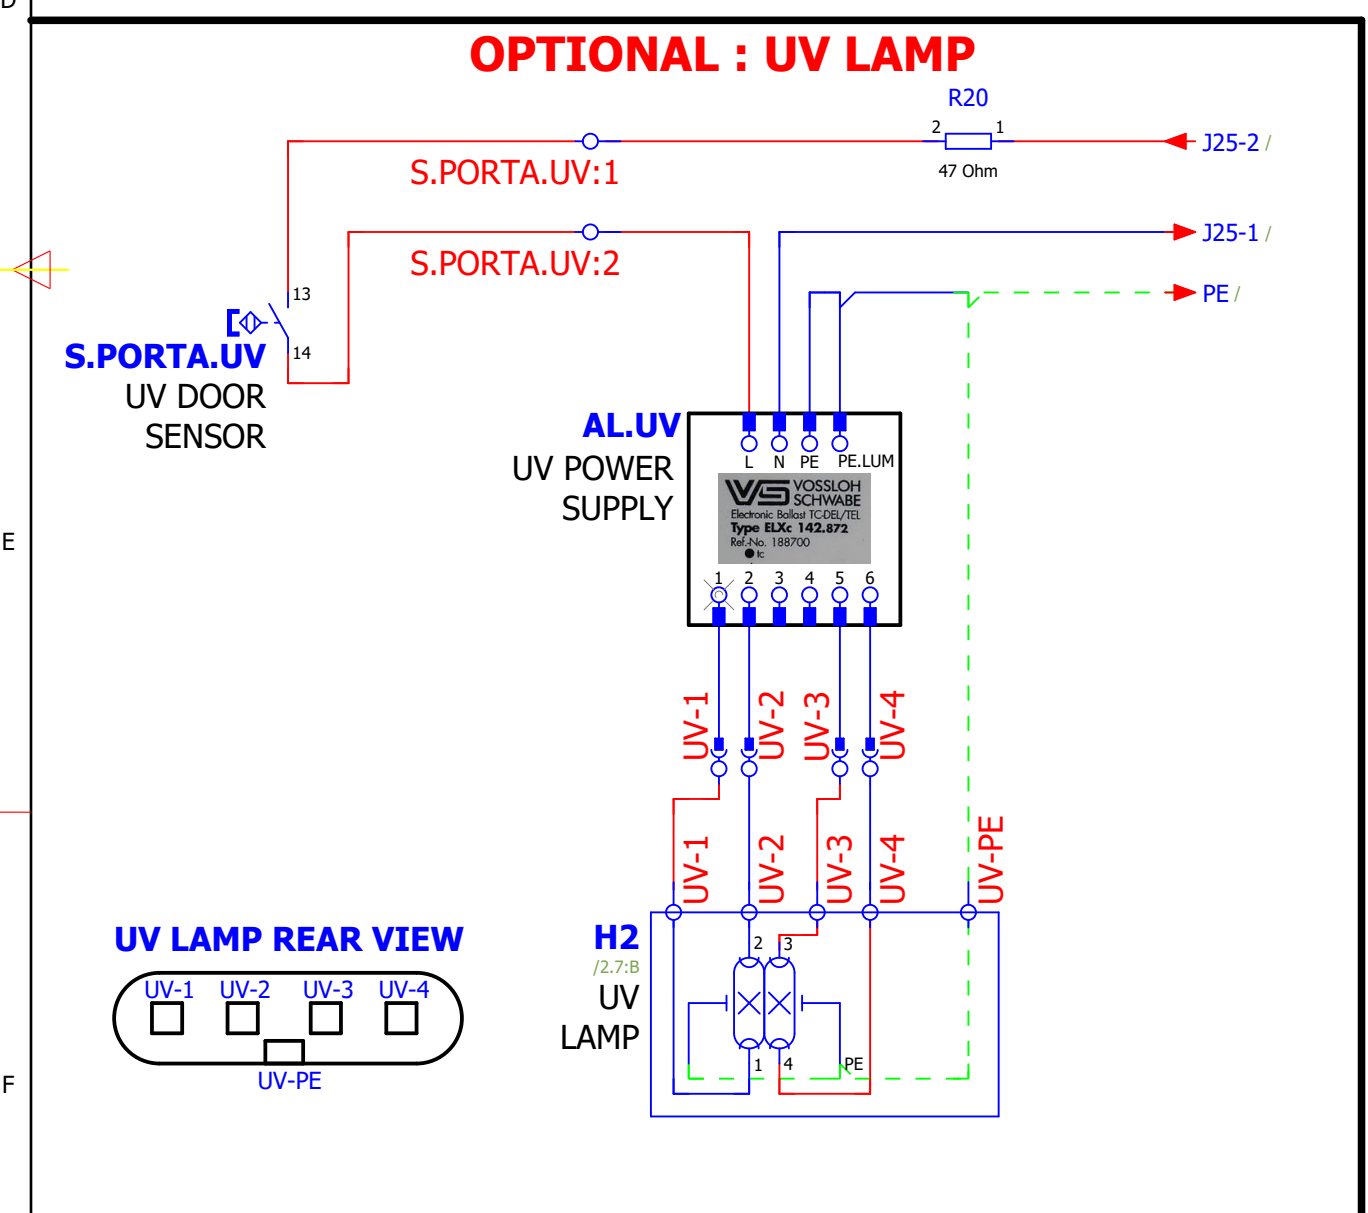 D
OPTIONAL : UV LAMP
R20
2 1
J25-2 /
47 Ohm
S.PORTA.UV:1
J25-1 /
S.PORTA.UV:2
PE /
13
14
S.PORTA.UV
UV DOOR
SENSOR
AL.UV
UV POWER
SUPPLY
L N PE PE.LUM
VS VOSSLOH
SCHWABE
Electronic Ballast TC-DEL/TEL
Type ELXc 142.872
Ref.-No. 188700
tc
1 2 3 4 5 6
E
UV-1 UV-2 UV-3 UV-4
UV-1 UV-2 UV-3 UV-4 UV-PE
UV LAMP REAR VIEW
UV-1 UV-2 UV-3 UV-4
UV-PE
H2
/2.7:B
UV
LAMP
2 3
1 4 PE
F